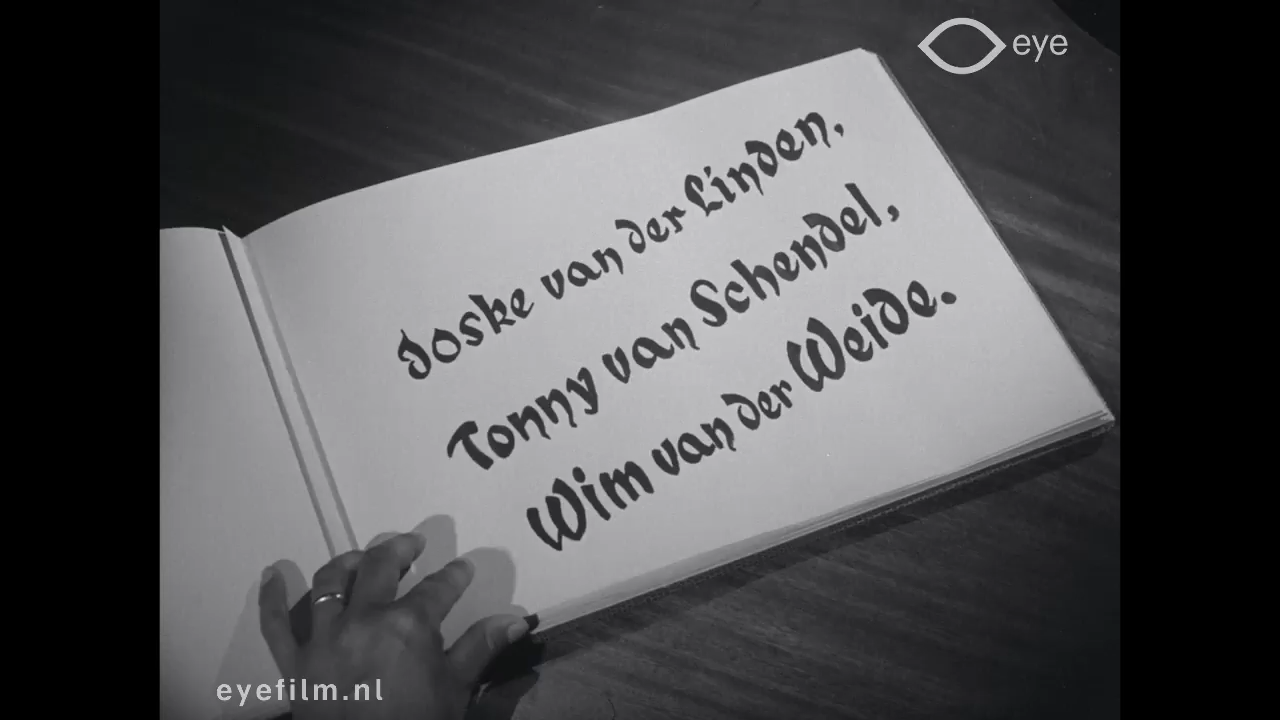 eye
Joske van der Linden,
Tonny van Schendel,
Wim van der Weide.
eyefilm.nl